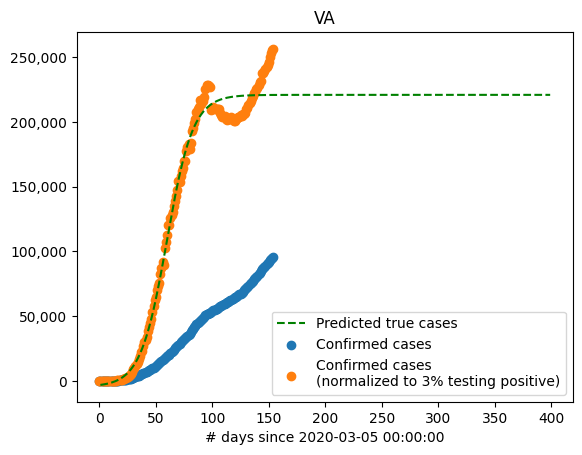 VA
250,000
200,000
150,000
100,000
50,000
0
0 50 100 150 200 250 300 350 400
# days since 2020-03-05 00:00:00
Predicted true cases
Confirmed cases
Confirmed cases
(normalized to 3% testing positive)